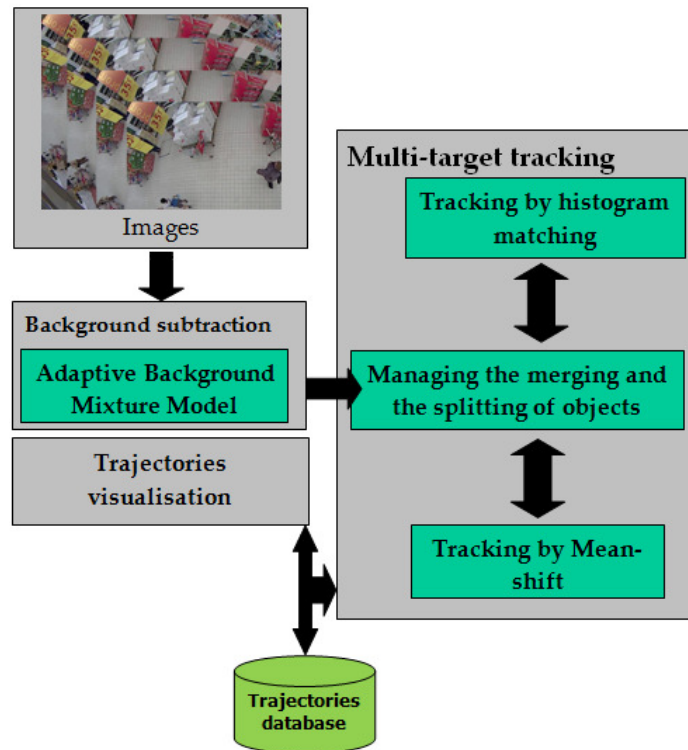 Images
Background subtraction
Adaptive Background
Mixture Model
Trajectories
visualisation
Multi-target tracking
Tracking by histogram
matching
Managing the merging and
the splitting of objects
Tracking by Mean-
shift
Trajectories
database